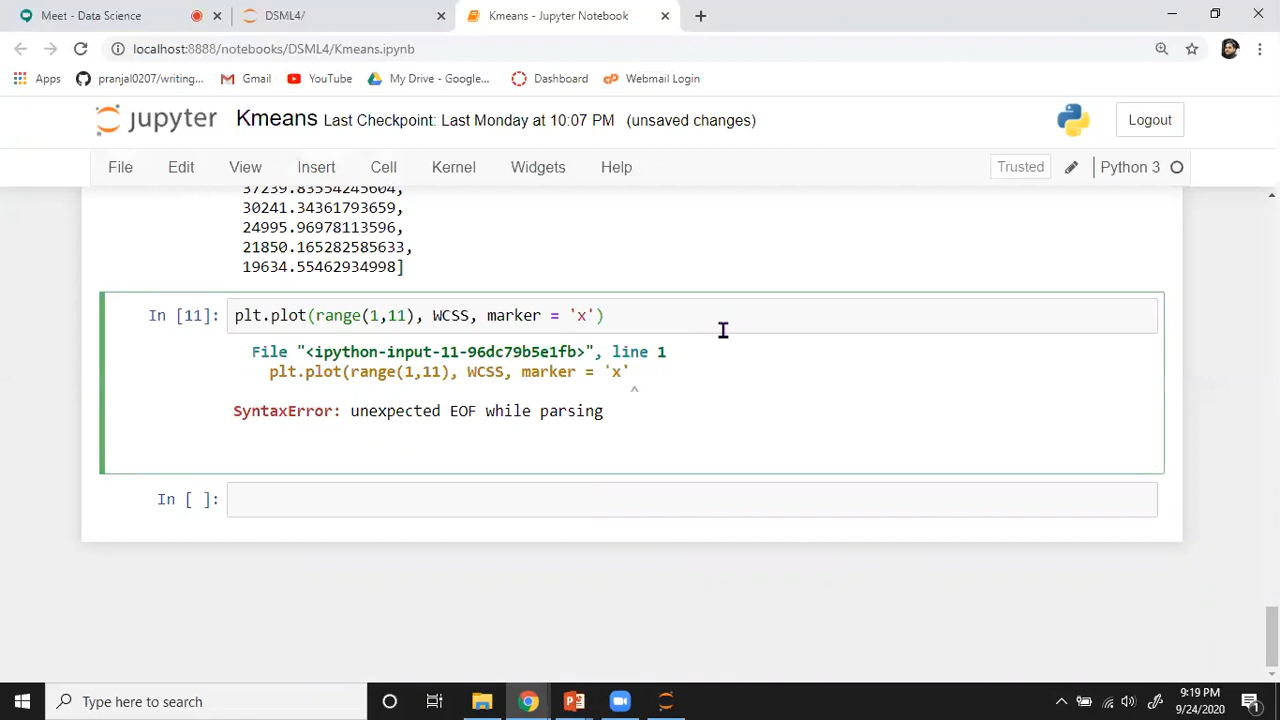 Meet - Data Science
DSML4/
Kmeans - Jupyter Notebook
localhost:8888/notebooks/DSML4/Kmeans.ipynb
Apps pranjal0207/writing... Gmail YouTube My Drive - Google... Dashboard Webmail Login
jupyter Kmeans Last Checkpoint: Last Monday at 10:07 PM (unsaved changes) Logout
File Edit View Insert Cell Kernel Widgets Help Trusted Python 3
37239.83554245604,
30241.34361793659,
24995.96978113596,
21850.165282585633,
19634.55462934998]
In [11]: plt.plot(range(1,11), WCSS, marker = 'x')
File "<ipython-input-11-96dc79b5e1fb>", line 1
plt.plot(range(1,11), WCSS, marker = 'x'
^
SyntaxError: unexpected EOF while parsing
In [ ]:
Type here to search
9:19 PM
9/24/2020
1